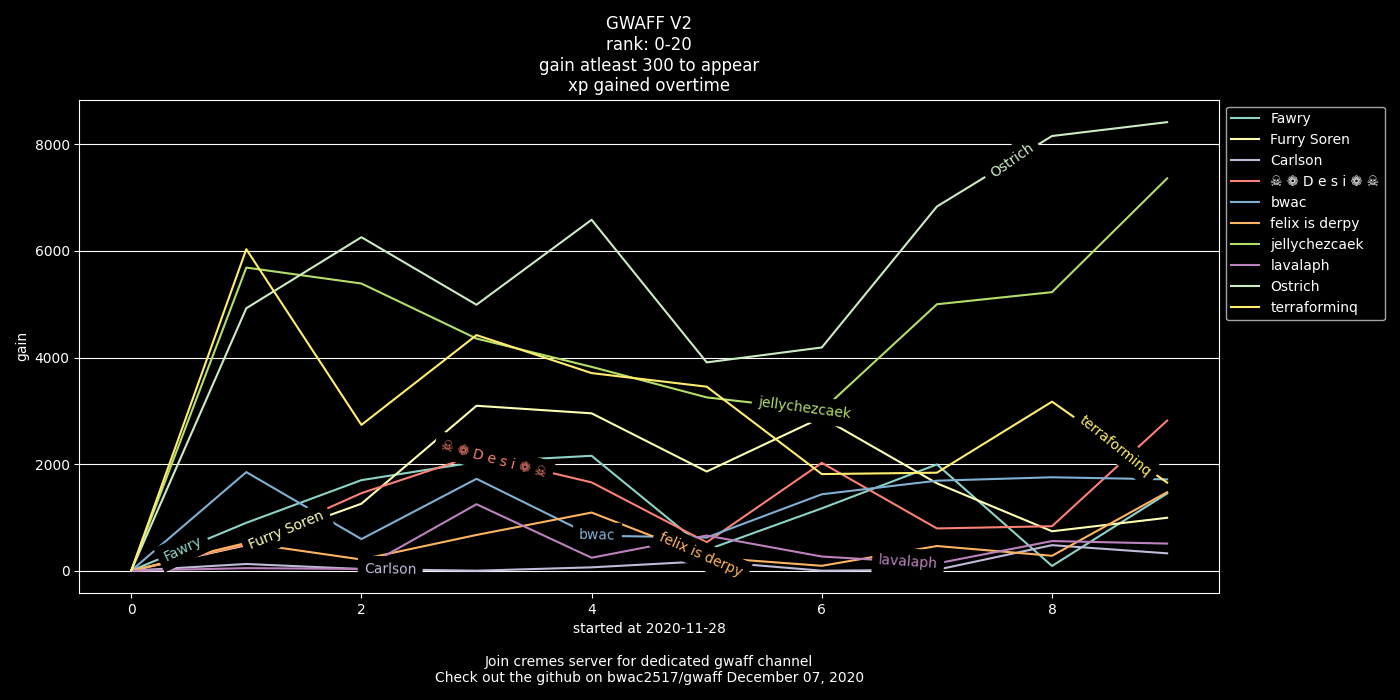 GWAFF V2
rank: 0-20
gain atleast 300 to appear
xp gained overtime
8000
6000
4000
2000
0
gain
0
2
4
6
8
started at 2020-11-28
Fawry
Furry Soren
Carlson
☠ ❁ D e s i ❁ ☠
bwac
felix is derpy
jellychezcaek
lavalaph
Ostrich
terraforminq
Fawry
Furry Soren
Carlson
☠ ❁ D e s i ❁ ☠
bwac
felix is derpy
jellychezcaek
lavalaph
Ostrich
terraforminq
Join cremes server for dedicated gwaff channel
Check out the github on bwac2517/gwaff December 07, 2020